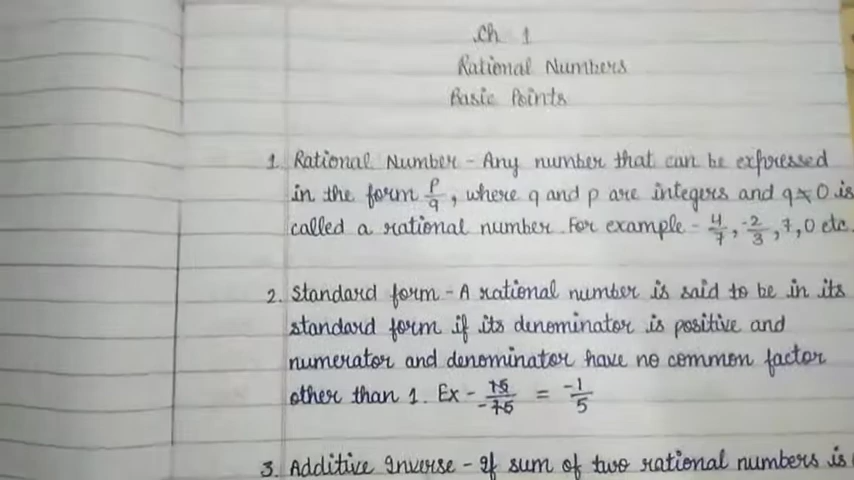 Ch 1
Rational Numbers
Basic Points
1. Rational Number - Any number that can be expressed
in the form p/q, where q and p are integers and q ≠ 0 is
called a rational number. For example - 4/7, -2/3, 7, 0 etc.
2. Standard form - A rational number is said to be in its
standard form if its denominator is positive and
numerator and denominator have no common factor
other than 1. Ex - 15/-75 = -1/5
3. Additive Inverse - If sum of two rational numbers is